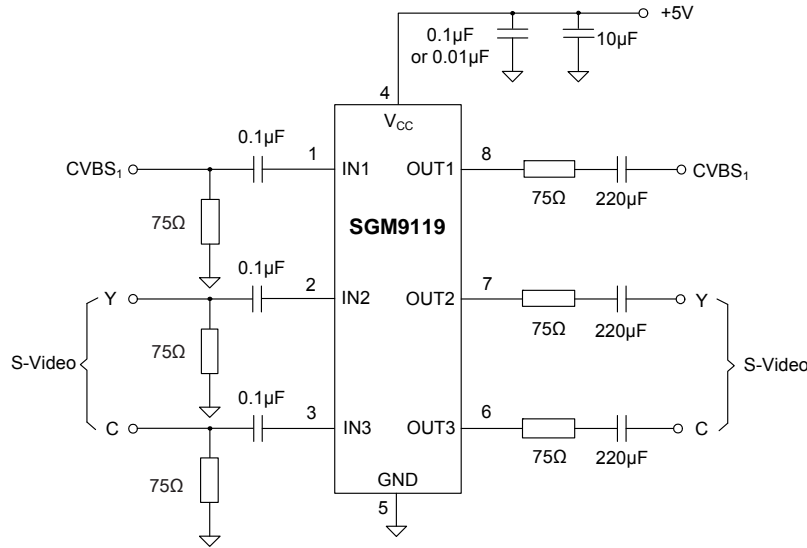 +5V
0.1µF
or 0.01µF
10µF
4
V_CC
0.1µF
1
IN1
OUT1
8
CVBS₁
75Ω
75Ω
220µF
CVBS₁
SGM9119
0.1µF
2
IN2
OUT2
7
Y
75Ω
75Ω
220µF
Y
S-Video
S-Video
0.1µF
3
IN3
OUT3
6
C
75Ω
75Ω
220µF
C
GND
5